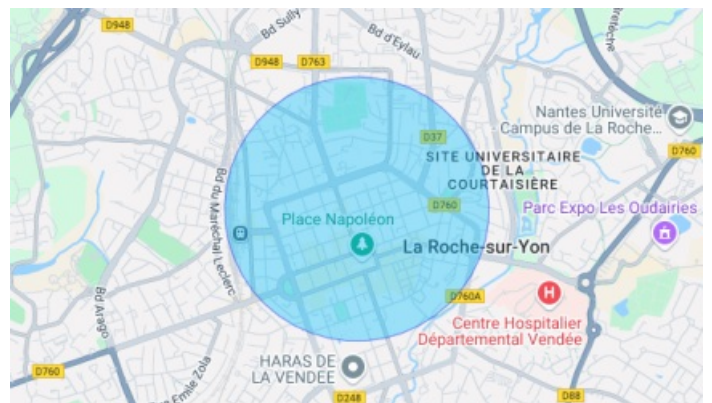 D948
Bd Sully
Bd d'Eylau
D948
D763
Nantes Université
Campus de La Roche...
D37
D760
SITE UNIVERSITAIRE
DE LA
COURTAISIÈRE
Bd du Maréchal Leclerc
D760
Parc Expo Les Oudairies
Place Napoléon
La Roche-sur-Yon
Bd Arago
D760A
H
Centre Hospitalier
Départemental Vendée
HARAS DE
LA VENDEE
D760
Emile Zola
D248
D88